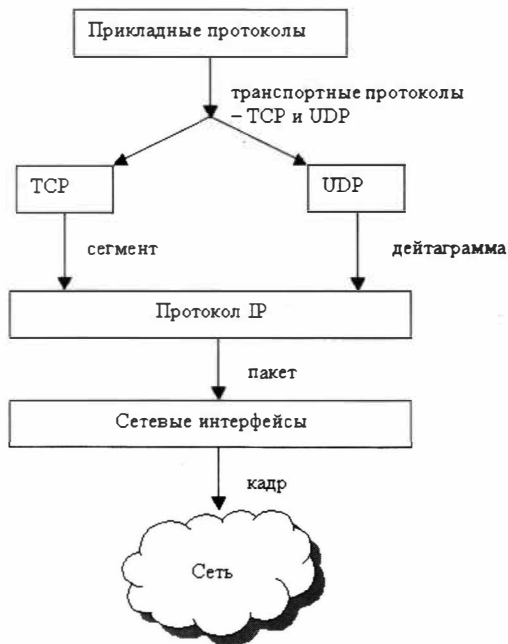 Прикладные протоколы
транспортные протоколы
– TCP и UDP
TCP
UDP
сегмент
дейтаграмма
Протокол IP
пакет
Сетевые интерфейсы
кадр
Сеть